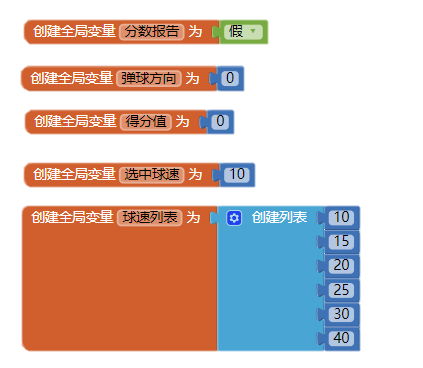 创建全局变量 分数报告 为 假
创建全局变量 弹球方向 为 0
创建全局变量 得分值 为 0
创建全局变量 选中球速 为 10
创建全局变量 球速列表 为 创建列表 10
15
20
25
30
40